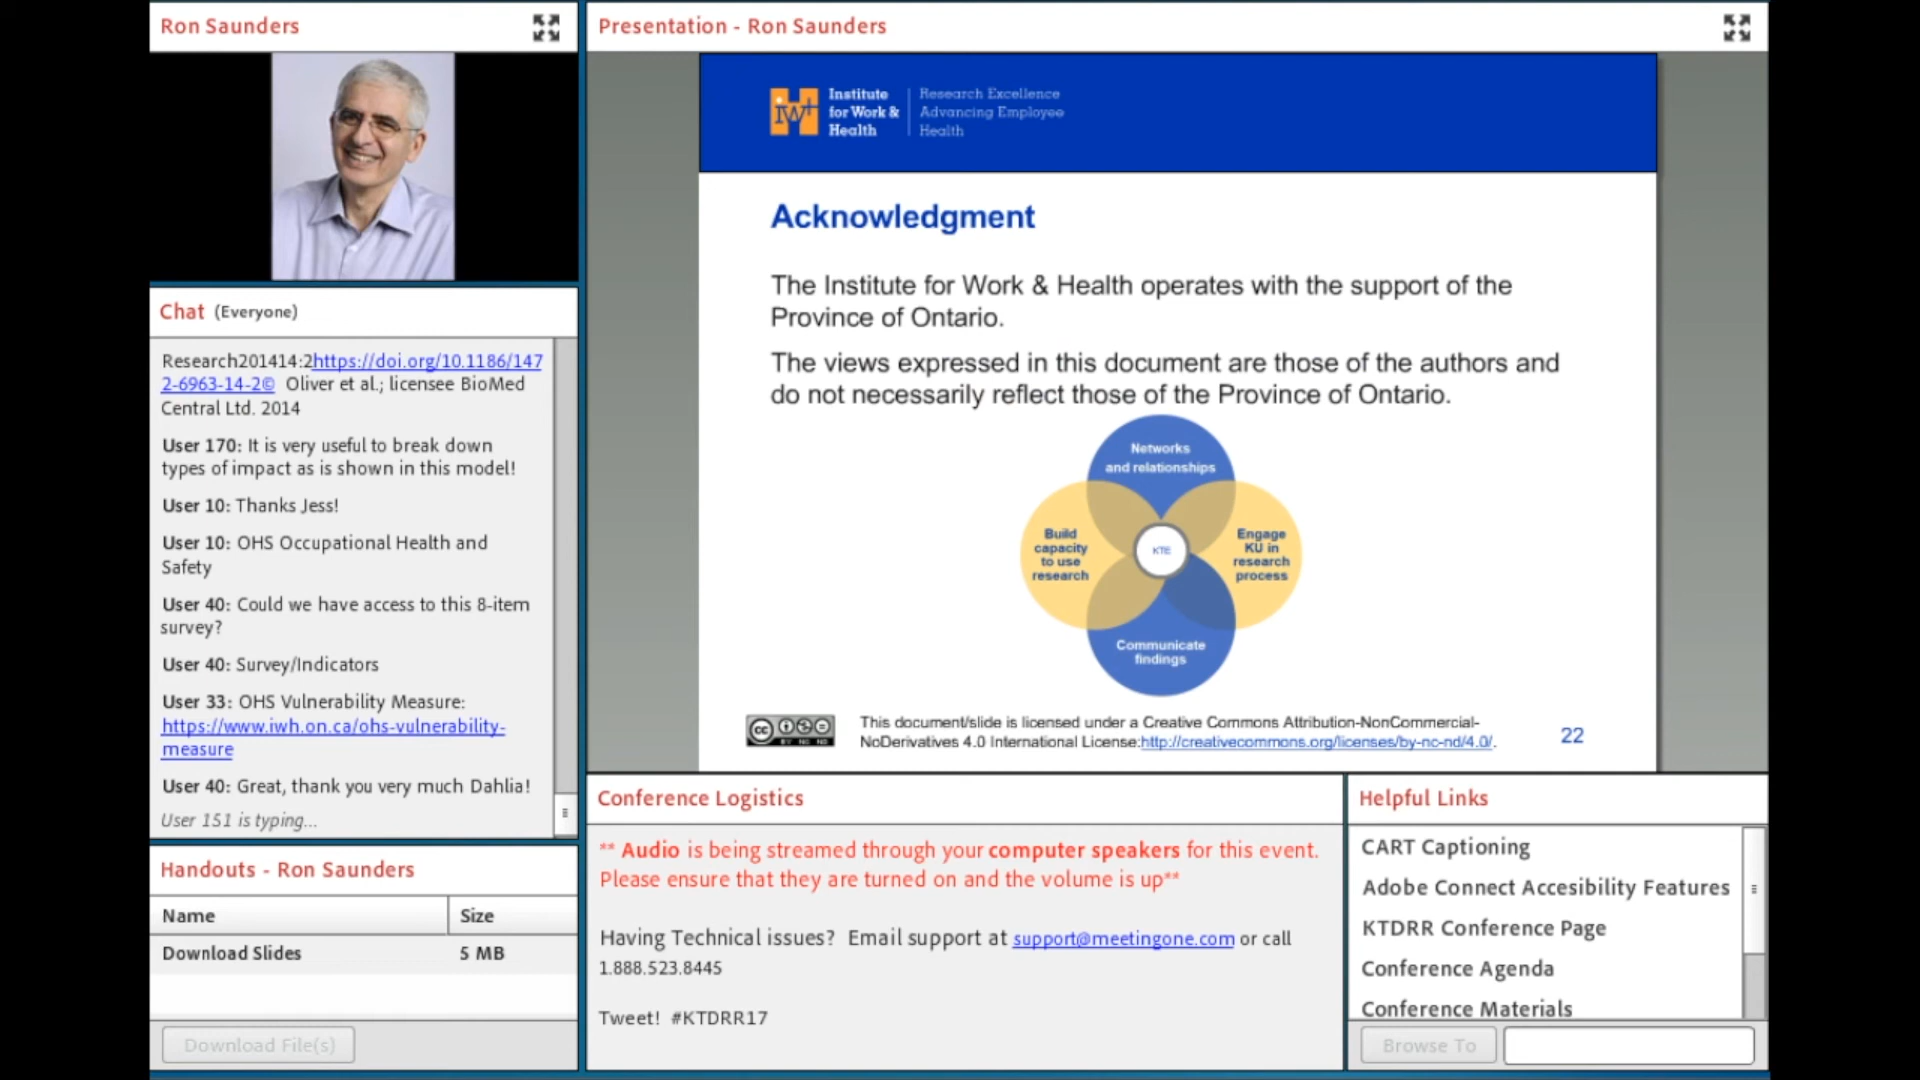 Ron Saunders
Presentation - Ron Saunders
Institute
for Work &
Health
Research Excellence
Advancing Employee
Health
iw+
Acknowledgment
The Institute for Work & Health operates with the support of the
Province of Ontario.
The views expressed in this document are those of the authors and
do not necessarily reflect those of the Province of Ontario.
Networks
and relationships
Build
capacity
to use
research
KTE
Engage
KU in
research
process
Communicate
findings
cc
BY NC ND
This document/slide is licensed under a Creative Commons Attribution-NonCommercial-
NoDerivatives 4.0 International License:http://creativecommons.org/licenses/by-nc-nd/4.0/.
22
Chat (Everyone)
Research201414:2https://doi.org/10.1186/147
2-6963-14-2© Oliver et al.; licensee BioMed
Central Ltd. 2014
User 170: It is very useful to break down
types of impact as is shown in this model!
User 10: Thanks Jess!
User 10: OHS Occupational Health and
Safety
User 40: Could we have access to this 8-item
survey?
User 40: Survey/Indicators
User 33: OHS Vulnerability Measure:
https://www.iwh.on.ca/ohs-vulnerability-
measure
User 40: Great, thank you very much Dahlia!
User 151 is typing...
Handouts - Ron Saunders
Name Size
Download Slides 5 MB
Download File(s)
Conference Logistics
** Audio is being streamed through your computer speakers for this event.
Please ensure that they are turned on and the volume is up**
Having Technical issues? Email support at support@meetingone.com or call
1.888.523.8445
Tweet! #KTDRR17
Helpful Links
CART Captioning
Adobe Connect Accesibility Features
KTDRR Conference Page
Conference Agenda
Conference Materials
Browse To